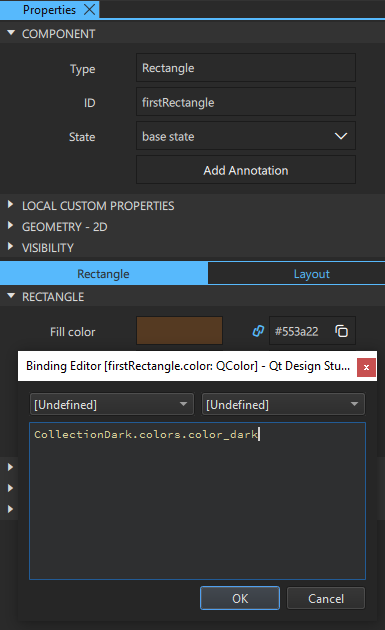 Properties
COMPONENT
Type Rectangle
ID firstRectangle
State base state
Add Annotation
LOCAL CUSTOM PROPERTIES
GEOMETRY - 2D
VISIBILITY
Rectangle Layout
RECTANGLE
Fill color #553a22
Binding Editor [firstRectangle.color: QColor] - Qt Design Stu... x
[Undefined] [Undefined]
CollectionDark.colors.color_dark
OK Cancel